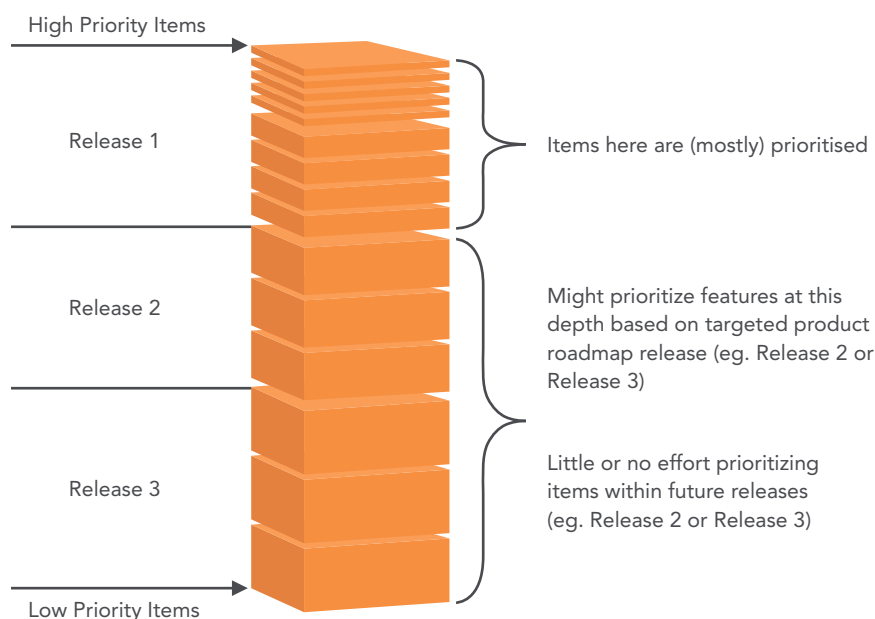 High Priority Items
Release 1
Items here are (mostly) prioritised
Release 2
Might prioritize features at this
depth based on targeted product
roadmap release (eg. Release 2 or
Release 3)
Little or no effort prioritizing
items within future releases
(eg. Release 2 or Release 3)
Release 3
Low Priority Items